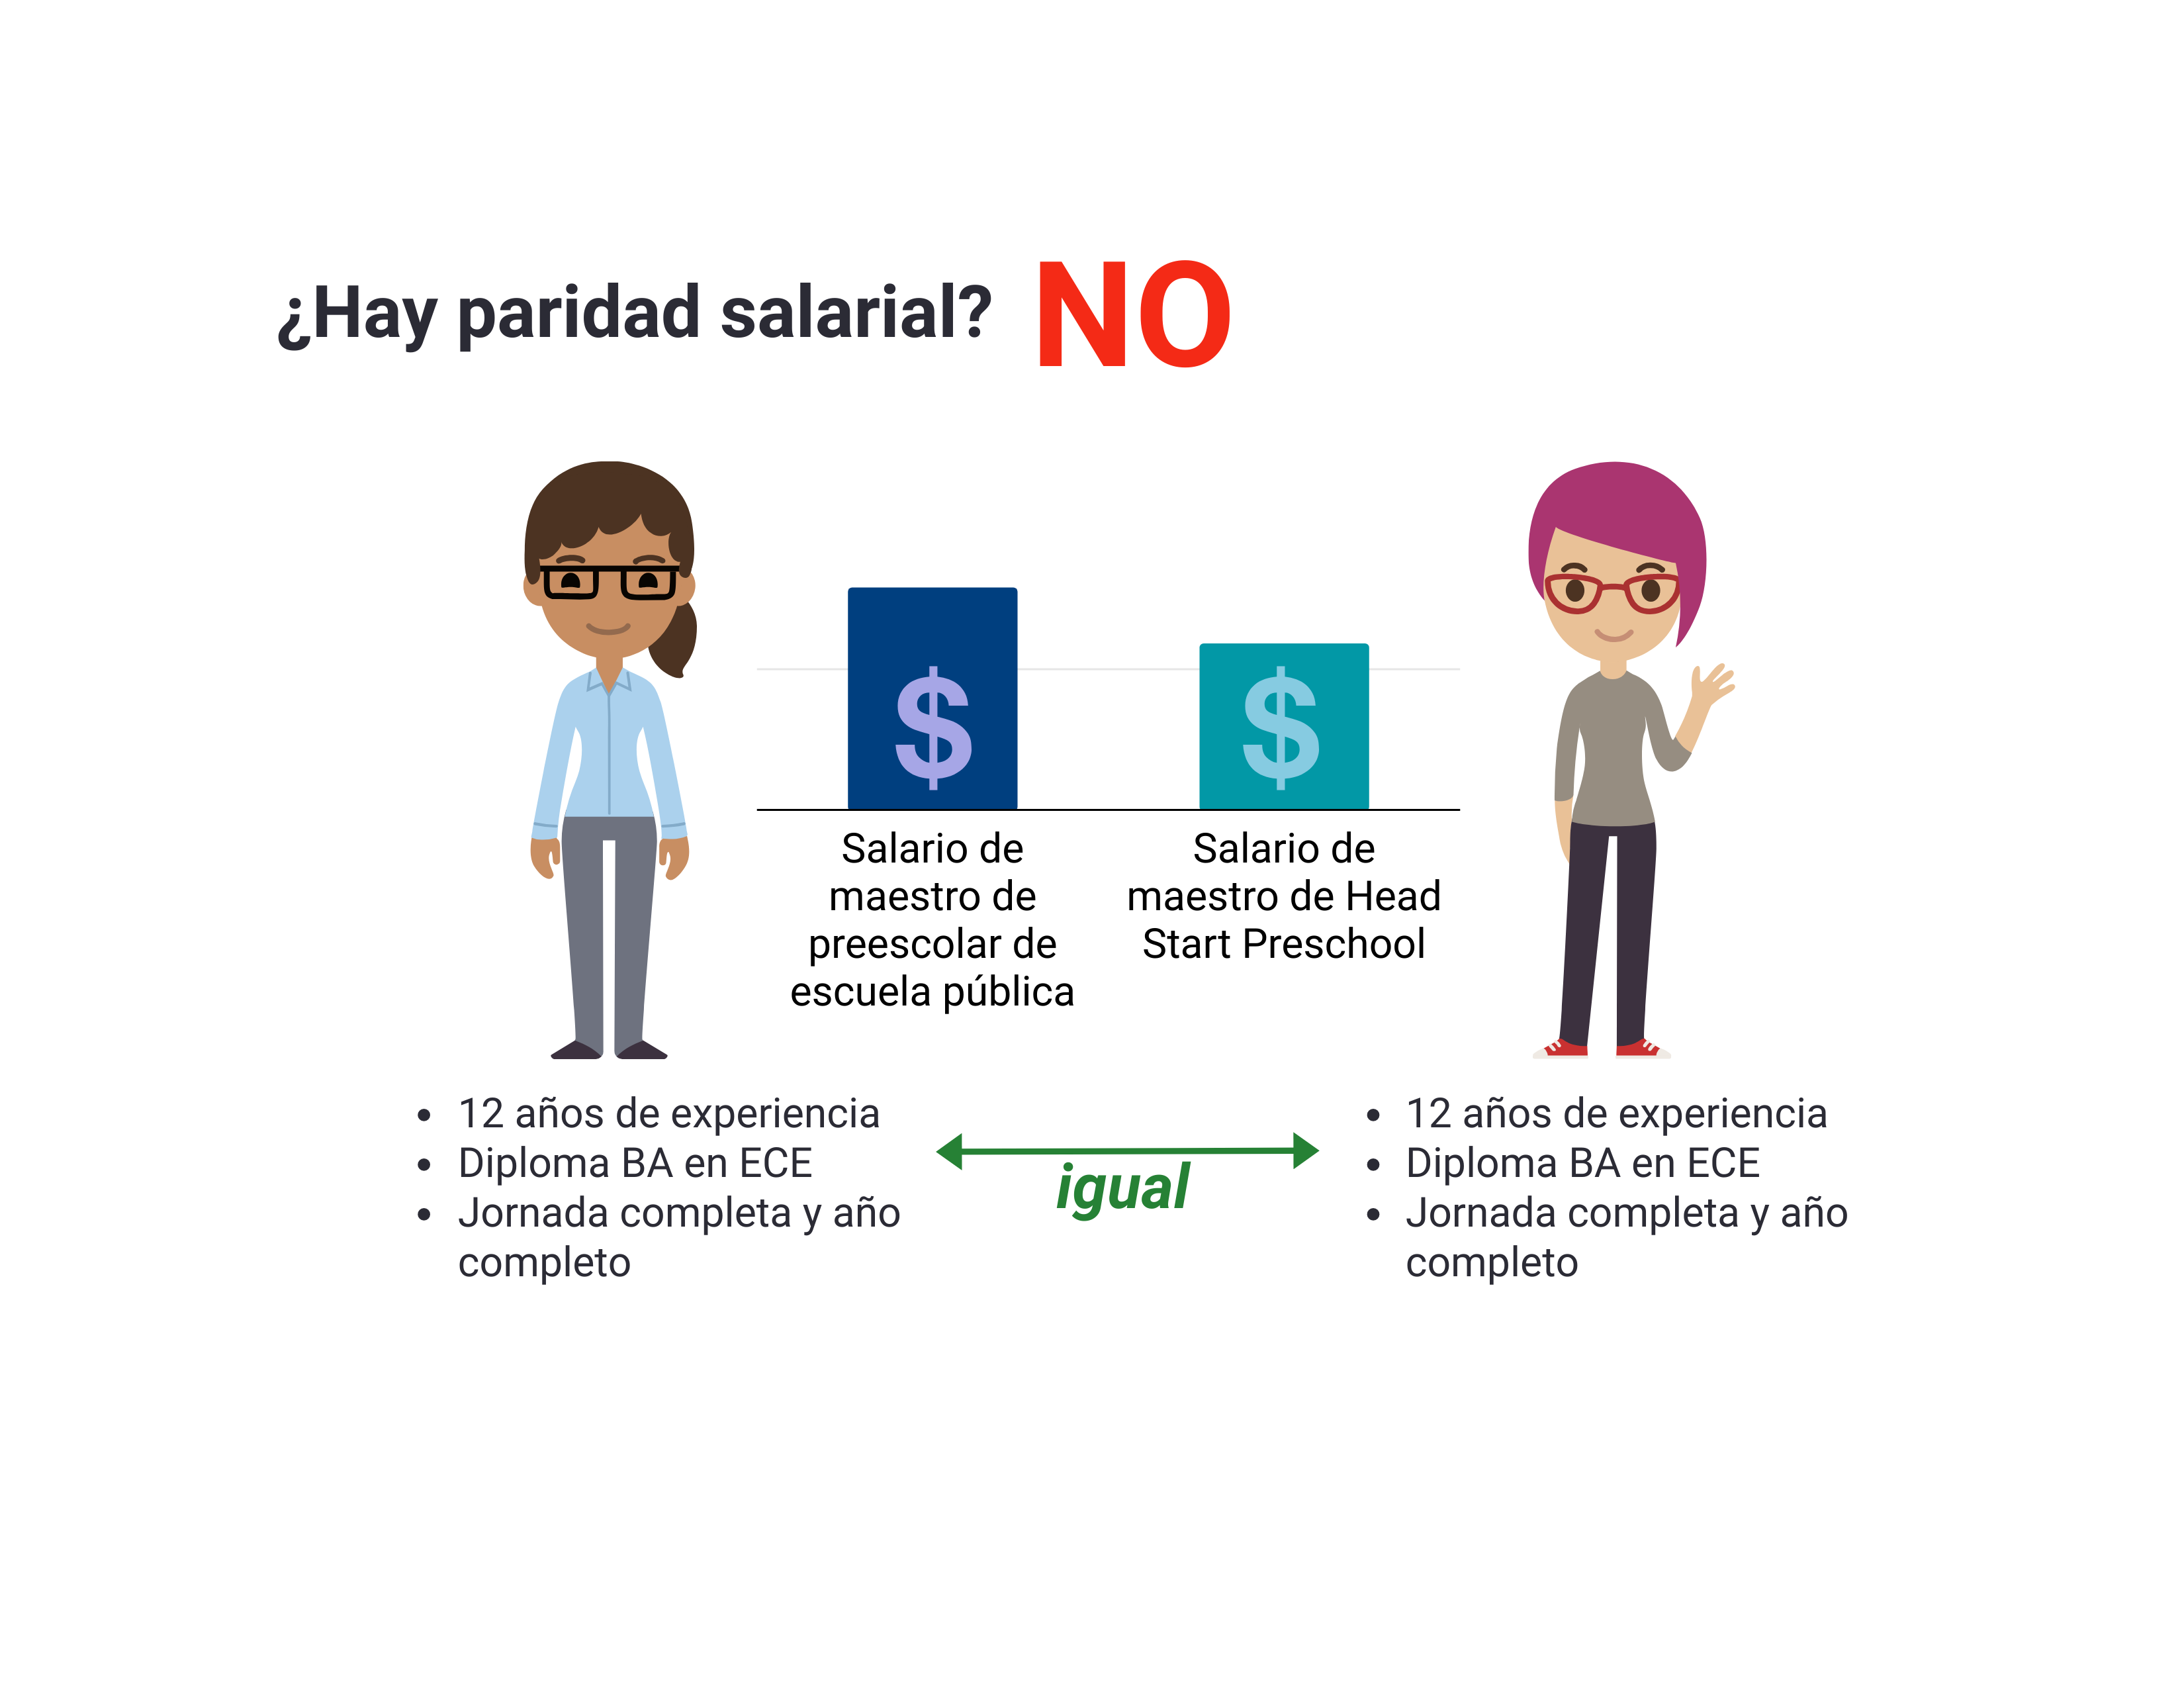 ¿Hay paridad salarial? NO
$ $
Salario de
maestro de
preescolar de
escuela pública
Salario de
maestro de Head
Start Preschool
• 12 años de experiencia
• Diploma BA en ECE
• Jornada completa y año
completo
igual
• 12 años de experiencia
• Diploma BA en ECE
• Jornada completa y año
completo